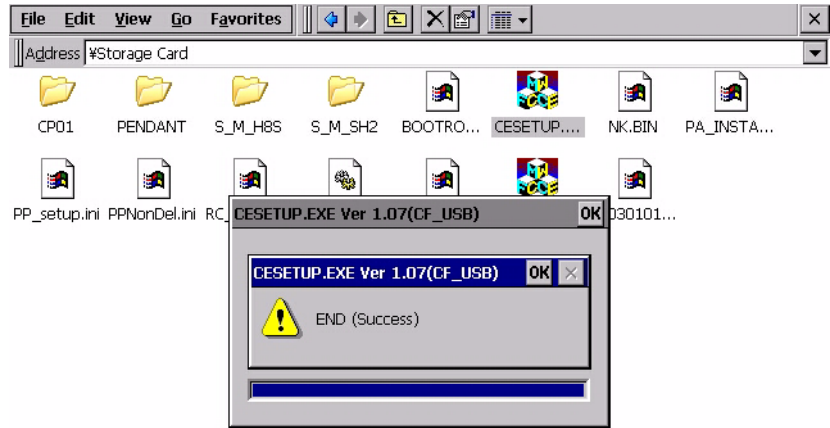 File Edit View Go Favorites
Address ¥Storage Card
CP01 PENDANT S_M_H8S S_M_SH2 BOOTRO... CESETUP.... NK.BIN PA_INSTA...
PP_setup.ini PPNonDel.ini RC_ 030101...
CESETUP.EXE Ver 1.07(CF_USB) OK
CESETUP.EXE Ver 1.07(CF_USB) OK
END (Success)